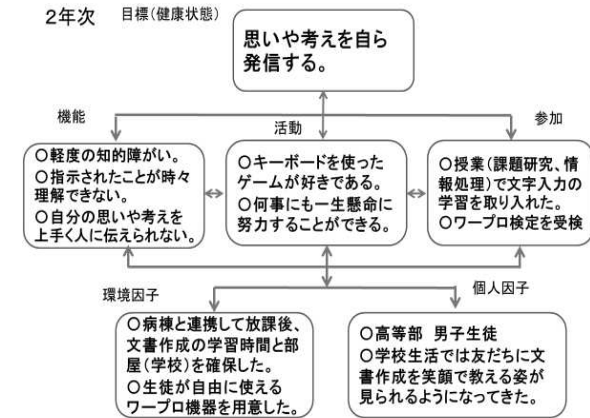 2年次 目標(健康状態)
思いや考えを自ら
発信する。
機能
活動
参加
○軽度の知的障がい。
○指示されたことが時々
理解できない。
○自分の思いや考えを
上手く人に伝えられない。
○キーボードを使った
ゲームが好きである。
○何事にも一生懸命に
努力することができる。
○授業(課題研究、情
報処理)で文字入力の
学習を取り入れた。
○ワープロ検定を受検
環境因子
個人因子
○病棟と連携して放課後、
文書作成の学習時間と部
屋(学校)を確保した。
○生徒が自由に使える
ワープロ機器を用意した。
○高等部 男子生徒
○学校生活では友だちに文
書作成を笑顔で教える姿が
見られるようになってきた。